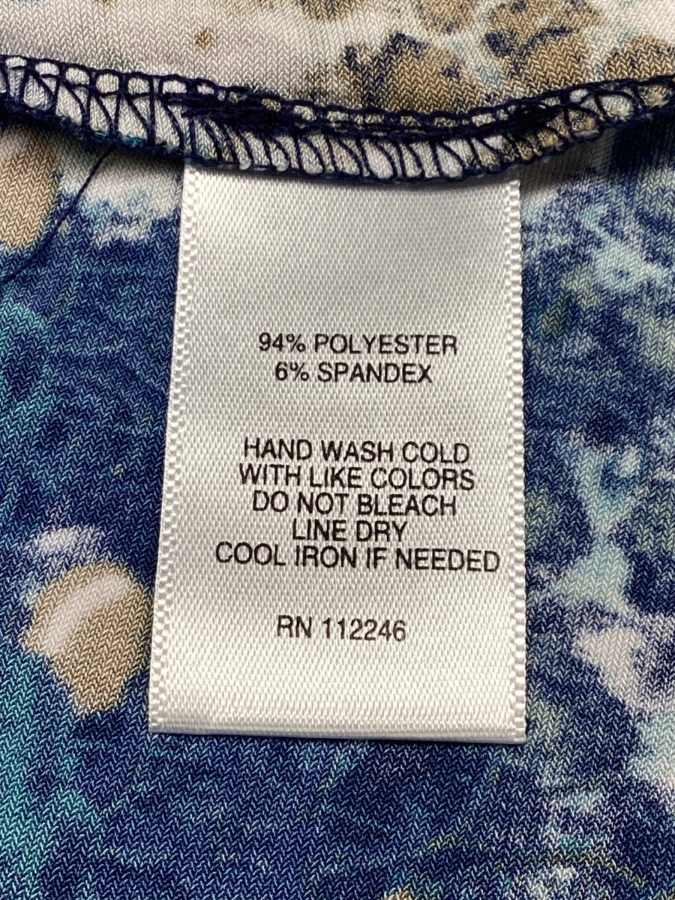 94% POLYESTER
6% SPANDEX
HAND WASH COLD
WITH LIKE COLORS
DO NOT BLEACH
LINE DRY
COOL IRON IF NEEDED
RN 112246